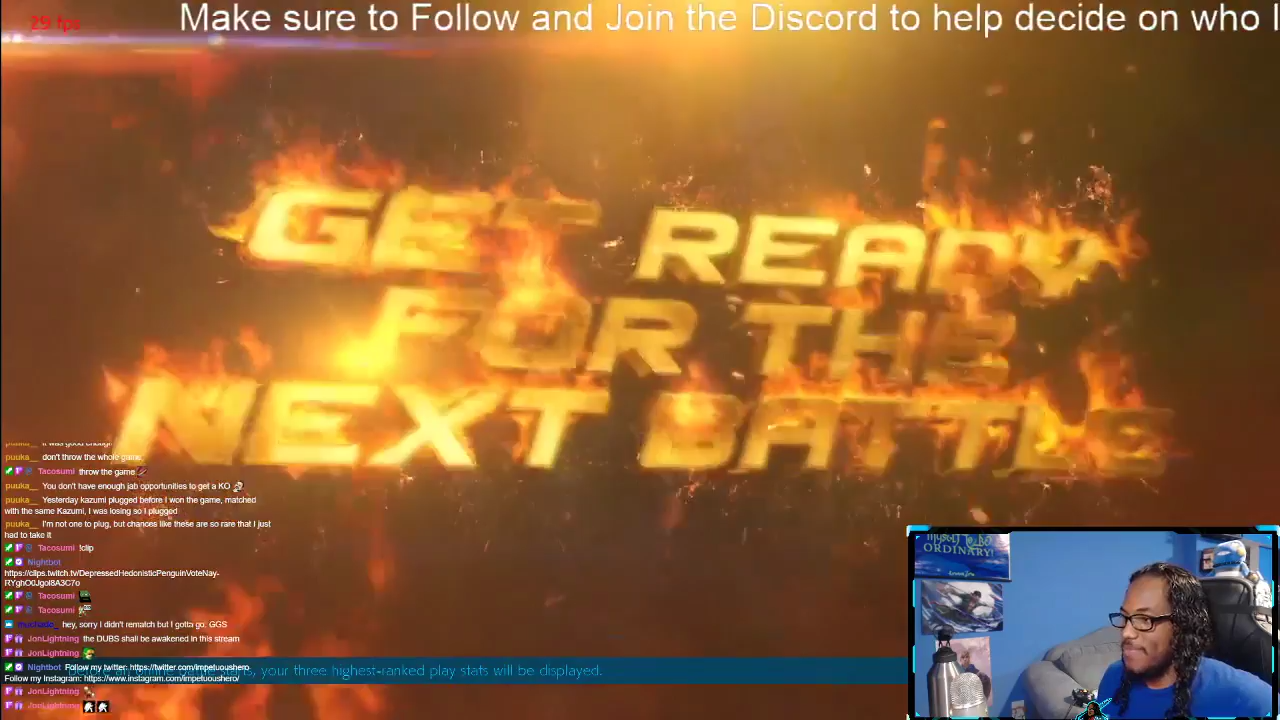 29 fps
Make sure to Follow and Join the Discord to help decide on who I
GET READY
FOR THE
NEXT BATTLE
puuka__ don't throw the whole game
Tacosumi throw the game
puuka__ You don't have enough jab opportunities to get a KO
puuka__ Yesterday kazumi plugged before I won the game, matched
with the same Kazumi, I was losing so I plugged
puuka__ I'm not one to plug, but chances like these are so rare that I just
had to take it
Tacosumi !clip
Nightbot
https://clips.twitch.tv/DepressedHedonisticPenguinVoteNay-
Tacosumi
Tacosumi
hey, sorry I didn't rematch but I gotta go. GGS
JonLightning the DUBS shall be awakened in this stream
JonLightning
Nightbot Follow my twitter: https://twitter.com/impetuoushero
Follow my Instagram: https://www.instagram.com/impetuoushero/
your three highest-ranked play stats will be displayed.
JonLightning
JonLightning
MYSELF TO BE
ORDINARY!